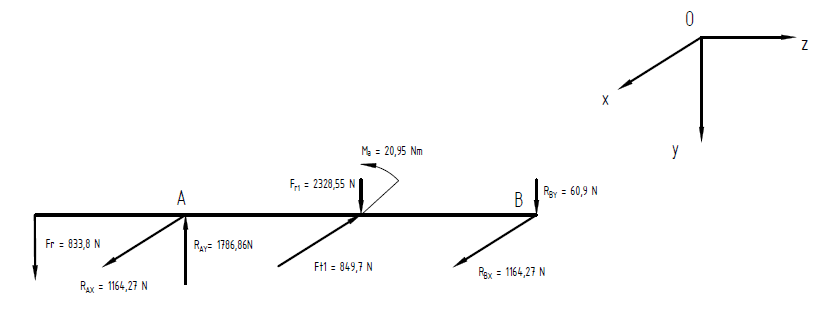 O
z
x
y
Ma = 20,95 Nm
Fr1 = 2328,55 N
A
B
RBY = 60,9 N
Fr = 833,8 N
RAY= 1786,86N
Ft1 = 849,7 N
RBX = 1164,27 N
RAX = 1164,27 N